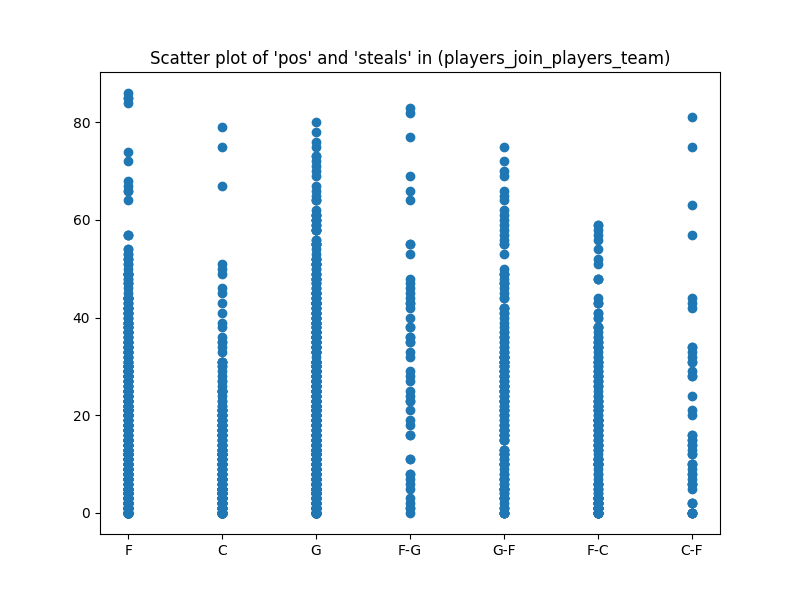 Scatter plot of 'pos' and 'steals' in (players_join_players_team)
80
60
40
20
0
F C G F-G G-F F-C C-F